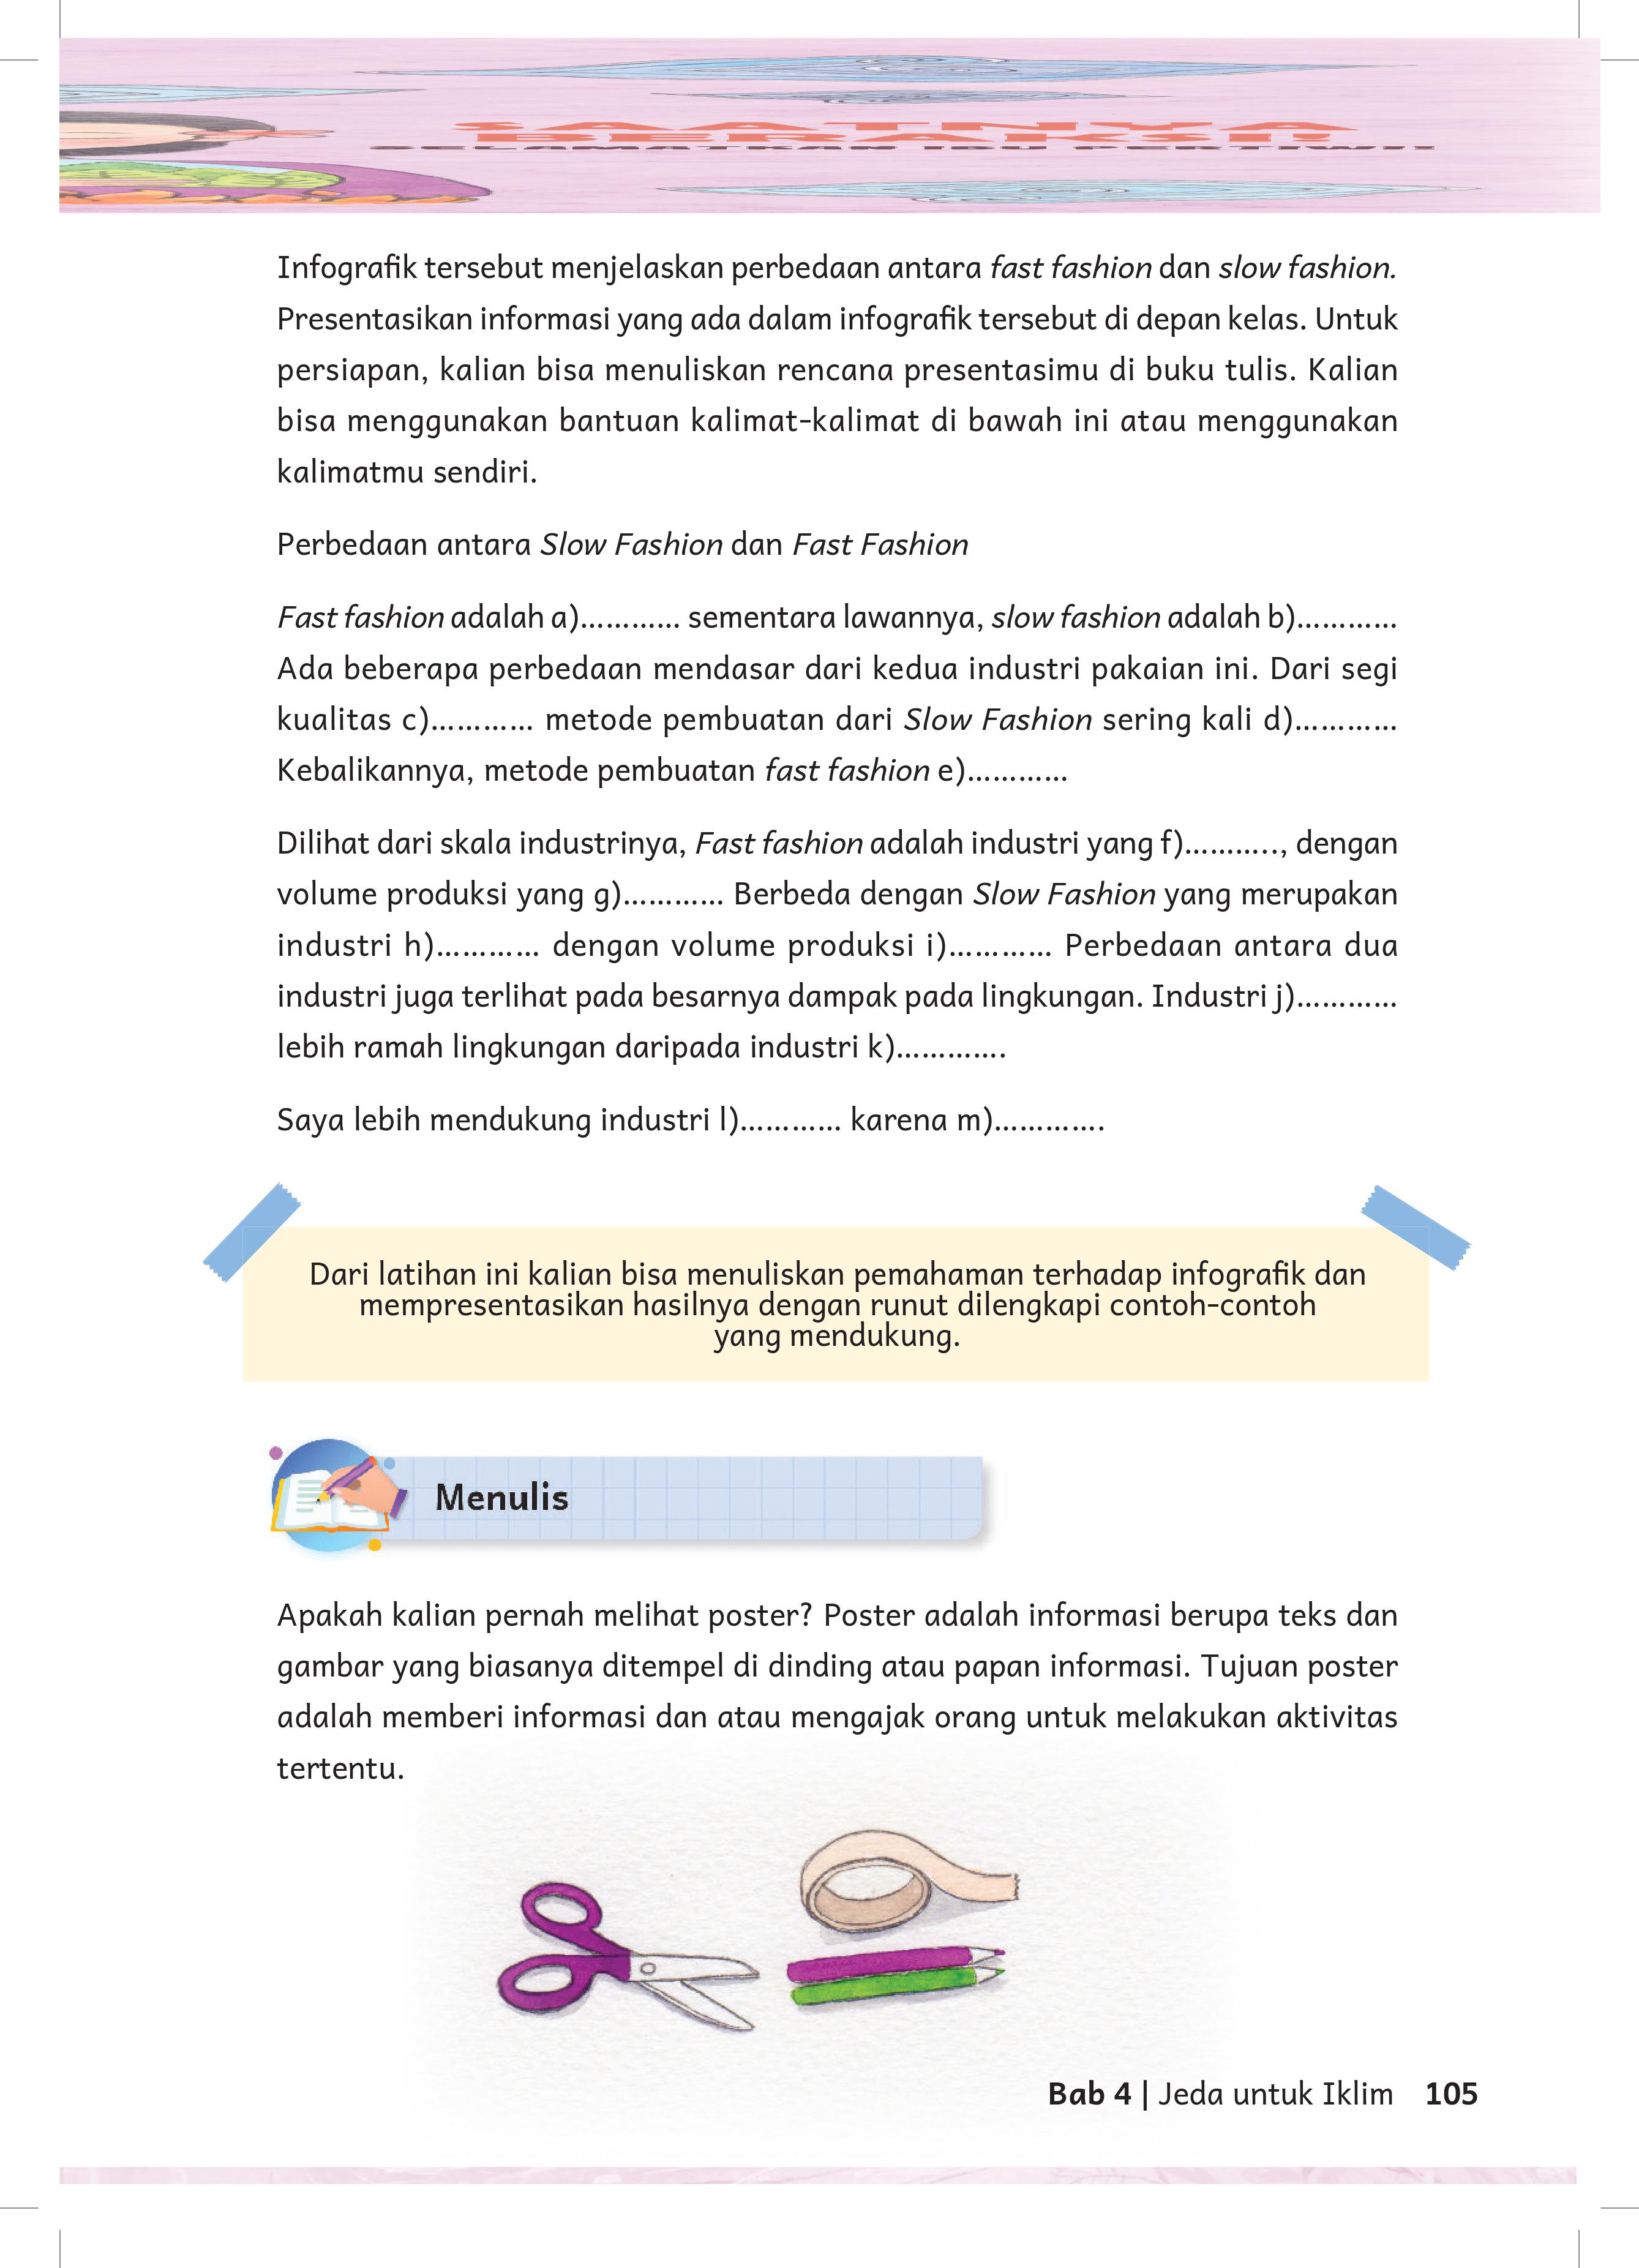 SAATNYA
BERAKSI!
SELAMATKAN IBU PERTIWI!
Infografik tersebut menjelaskan perbedaan antara fast fashion dan slow fashion.
Presentasikan informasi yang ada dalam infografik tersebut di depan kelas. Untuk
persiapan, kalian bisa menuliskan rencana presentasimu di buku tulis. Kalian
bisa menggunakan bantuan kalimat-kalimat di bawah ini atau menggunakan
kalimatmu sendiri.
Perbedaan antara Slow Fashion dan Fast Fashion
Fast fashion adalah a)............ sementara lawannya, slow fashion adalah b)............
Ada beberapa perbedaan mendasar dari kedua industri pakaian ini. Dari segi
kualitas c)............ metode pembuatan dari Slow Fashion sering kali d)............
Kebalikannya, metode pembuatan fast fashion e)............
Dilihat dari skala industrinya, Fast fashion adalah industri yang f)..........., dengan
volume produksi yang g)............ Berbeda dengan Slow Fashion yang merupakan
industri h)............ dengan volume produksi i)............ Perbedaan antara dua
industri juga terlihat pada besarnya dampak pada lingkungan. Industri j)............
lebih ramah lingkungan daripada industri k).............
Saya lebih mendukung industri l)............ karena m).............
Dari latihan ini kalian bisa menuliskan pemahaman terhadap infografik dan
mempresentasikan hasilnya dengan runut dilengkapi contoh-contoh
yang mendukung.
Menulis
Apakah kalian pernah melihat poster? Poster adalah informasi berupa teks dan
gambar yang biasanya ditempel di dinding atau papan informasi. Tujuan poster
adalah memberi informasi dan atau mengajak orang untuk melakukan aktivitas
tertentu.
Bab 4 | Jeda untuk Iklim 105